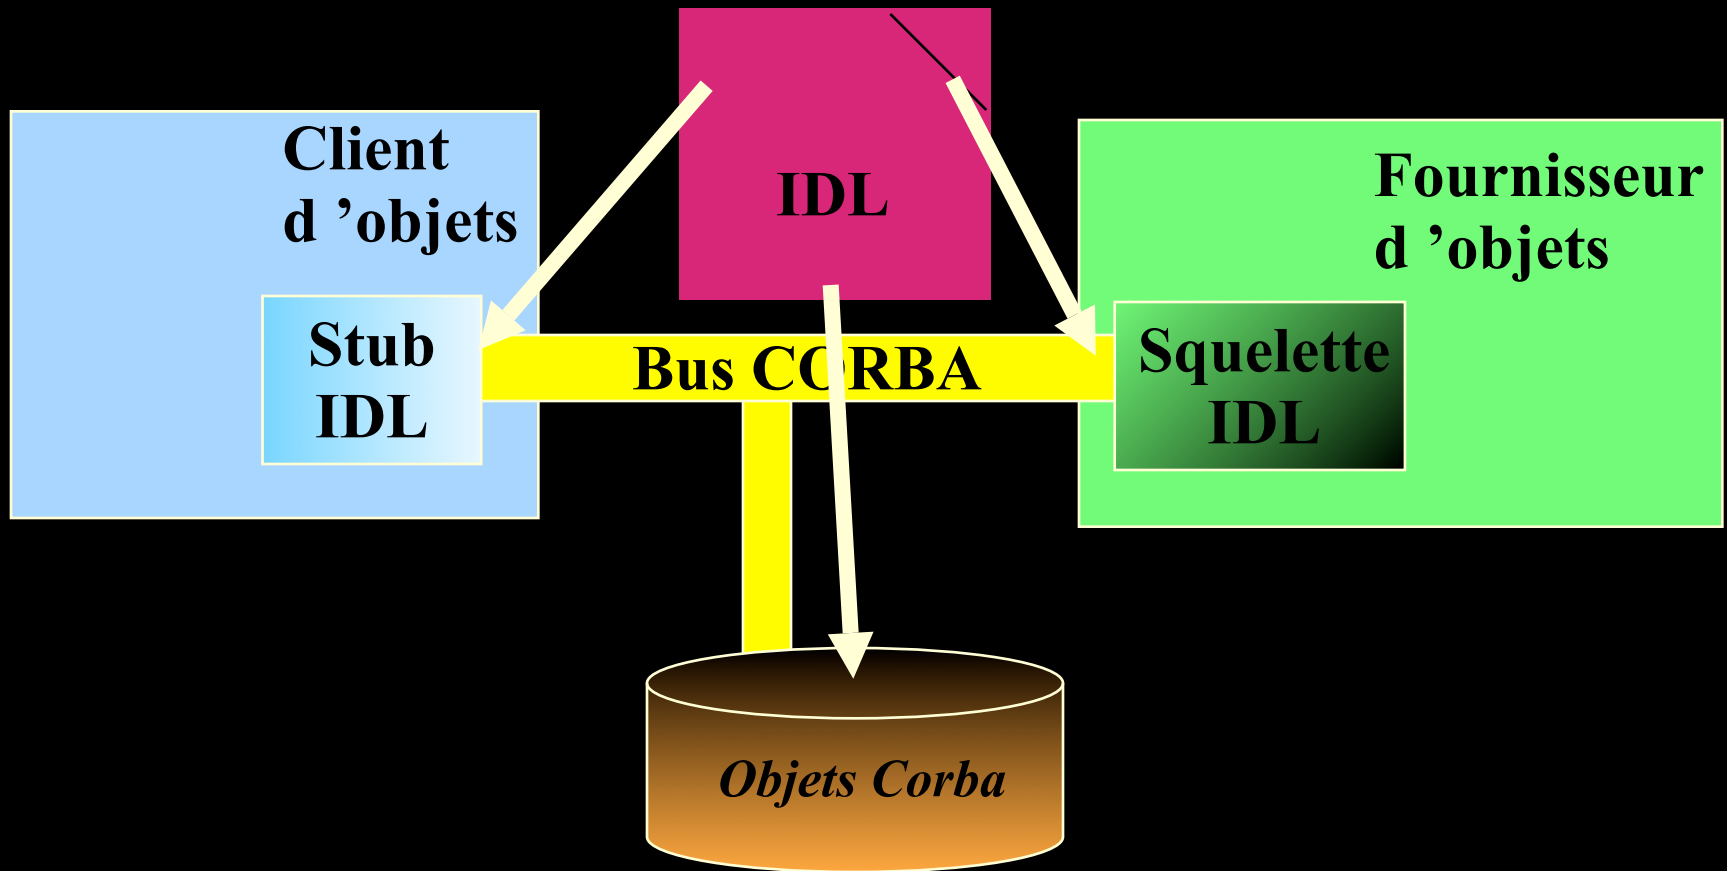 Client
d ’objets
IDL
Fournisseur
d ’objets
Stub
IDL
Bus CORBA
Squelette
IDL
Objets Corba